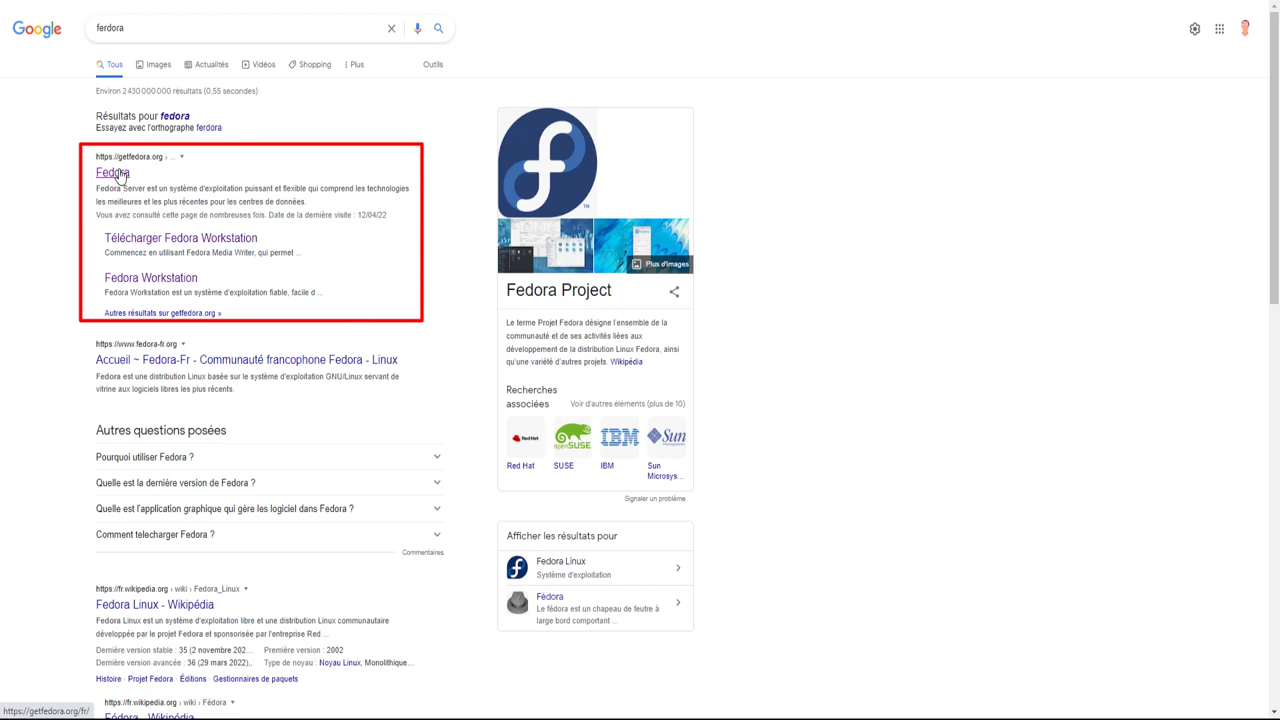 Google
ferdora
Tous
Images
Actualités
Vidéos
Shopping
Plus
Outils
Environ 2 430 000 000 résultats (0,55 secondes)
Résultats pour fedora
Essayez avec l'orthographe ferdora
https://getfedora.org › ...
Fedora
Fedora Server est un système d'exploitation puissant et flexible qui comprend les technologies
les meilleures et les plus récentes pour les centres de données.
Vous avez consulté cette page de nombreuses fois. Date de la dernière visite : 12/04/22
Télécharger Fedora Workstation
Commencez en utilisant Fedora Media Writer, qui permet ...
Fedora Workstation
Fedora Workstation est un système d'exploitation fiable, facile d ...
Autres résultats sur getfedora.org »
https://www.fedora-fr.org
Accueil ~ Fedora-Fr - Communauté francophone Fedora - Linux
Fedora est une distribution Linux basée sur le système d'exploitation GNU/Linux servant de
vitrine aux logiciels libres les plus récents.
Autres questions posées
Pourquoi utiliser Fedora ?
Quelle est la dernière version de Fedora ?
Quelle est l'application graphique qui gère les logiciel dans Fedora ?
Comment telecharger Fedora ?
Commentaires
https://fr.wikipedia.org › wiki › Fedora_Linux
Fedora Linux - Wikipédia
Fedora Linux est un système d'exploitation libre et une distribution Linux communautaire
développée par le projet Fedora et sponsorisée par l'entreprise Red ...
Dernière version stable : 35 (2 novembre 202... Première version : 2002
Dernière version avancée : 36 (29 mars 2022),. Type de noyau : Noyau Linux, Monolithique...
Histoire · Projet Fedora · Éditions · Gestionnaires de paquets
https://fr.wikipedia.org › wiki › Fédora
Fédora - Wikipédia
https://getfedora.org/fr/
TM
Plus d'images
Fedora Project
Le terme Projet Fedora désigne l'ensemble de la
communauté et de ses activités liées aux
développement de la distribution Linux Fedora, ainsi
qu'une variété d'autres projets. Wikipédia
Recherches
associées
Voir d'autres éléments (plus de 10)
Red Hat
openSUSE
IBM
Sun
microsystems
Red Hat
SUSE
IBM
Sun
Microsys...
Signaler un problème
Afficher les résultats pour
Fedora Linux
Système d'exploitation
Fédora
Le fédora est un chapeau de feutre à
large bord comportant ...